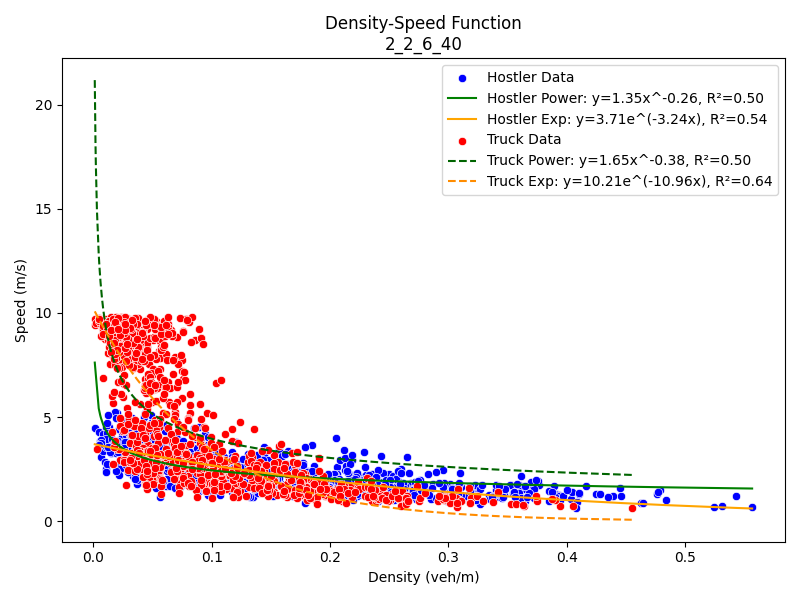 Density-Speed Function
2_2_6_40
Hostler Data
Hostler Power: y=1.35x^-0.26, R²=0.50
Hostler Exp: y=3.71e^(-3.24x), R²=0.54
Truck Data
Truck Power: y=1.65x^-0.38, R²=0.50
Truck Exp: y=10.21e^(-10.96x), R²=0.64
Speed (m/s)
20
15
10
5
0
0.0 0.1 0.2 0.3 0.4 0.5
Density (veh/m)